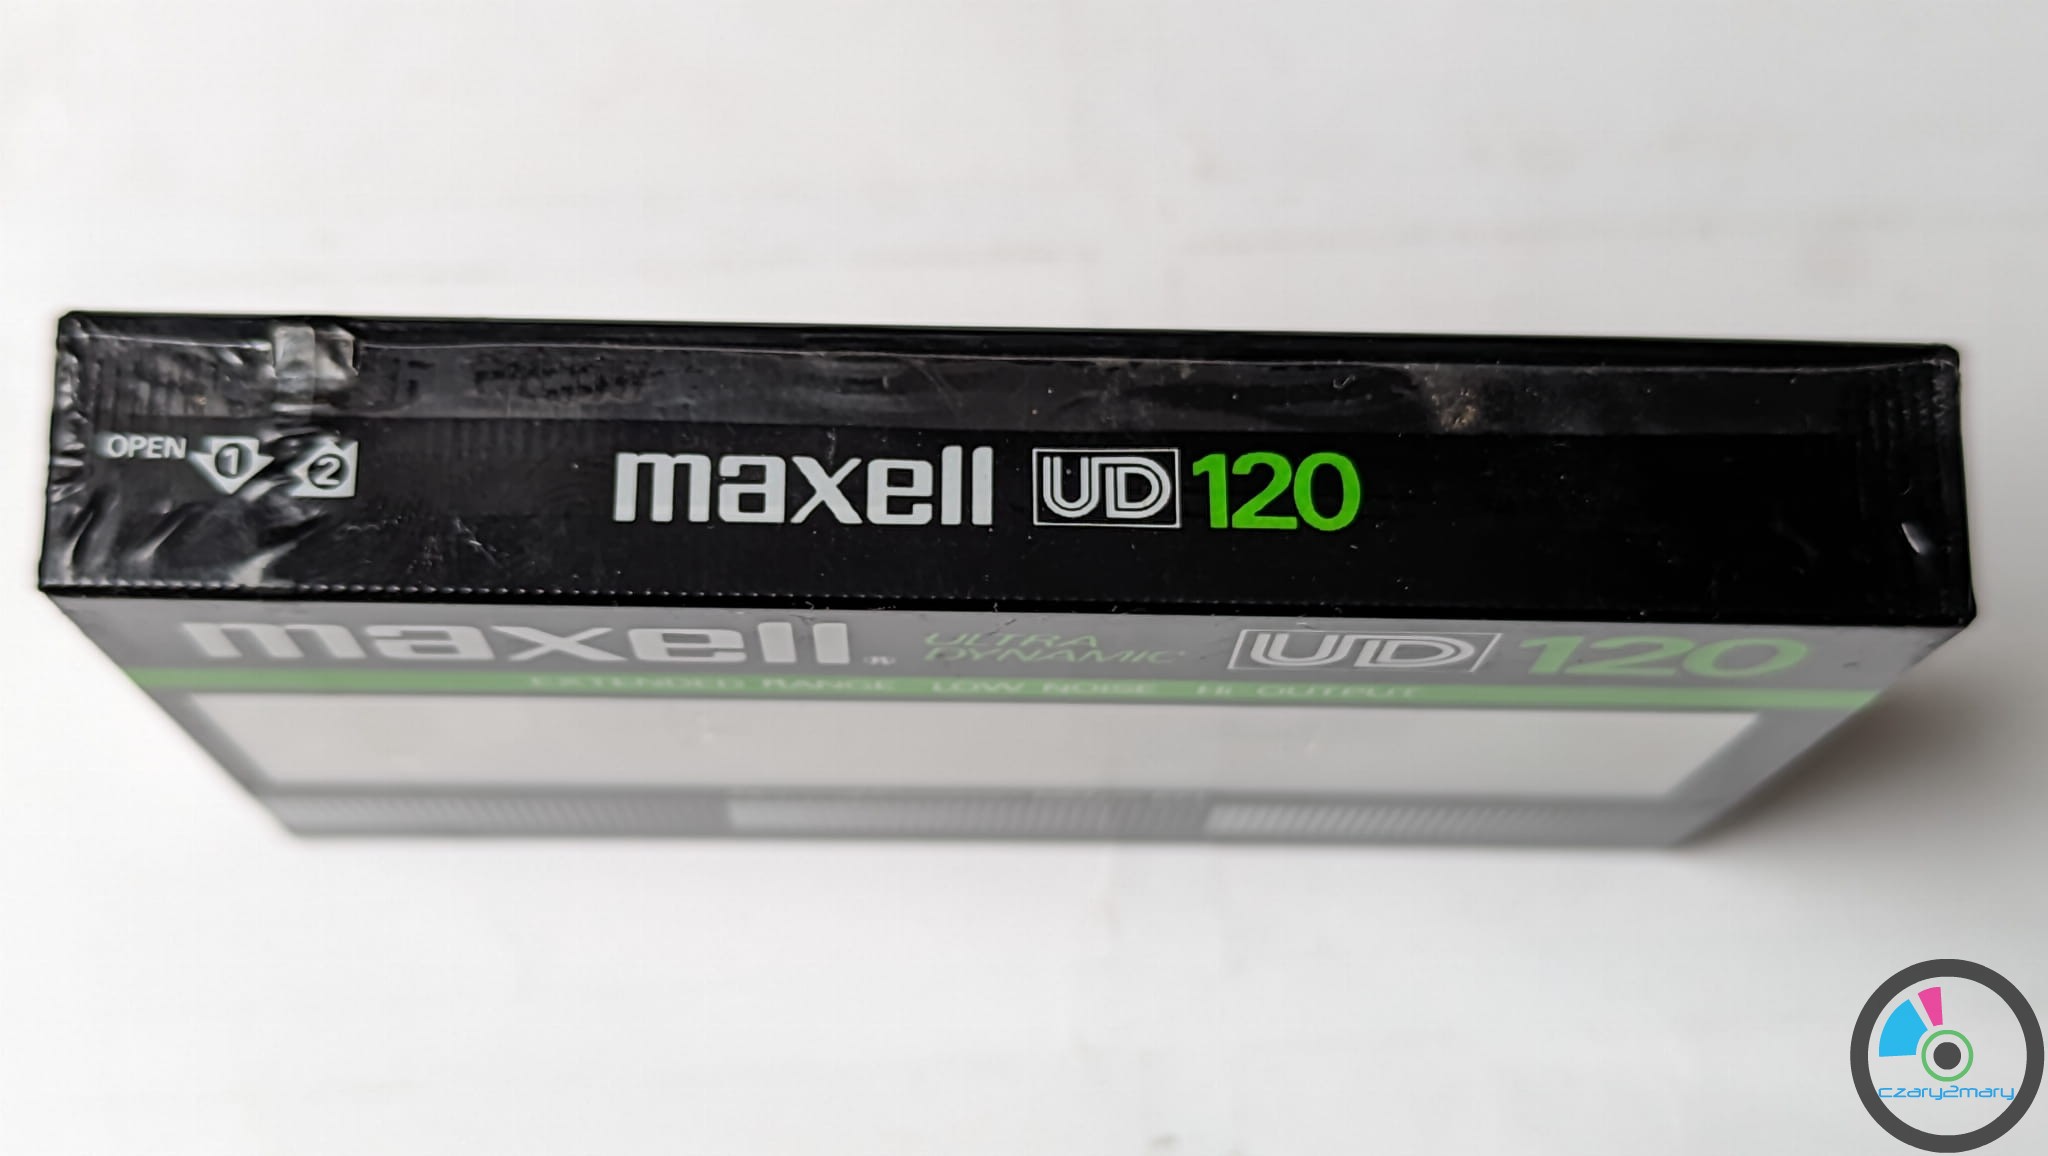 OPEN 1 2
maxell UD 120
maxell ® ULTRA DYNAMIC UD 120
EXTENDED RANGE LOW NOISE Hi OUTPUT
czary2mary